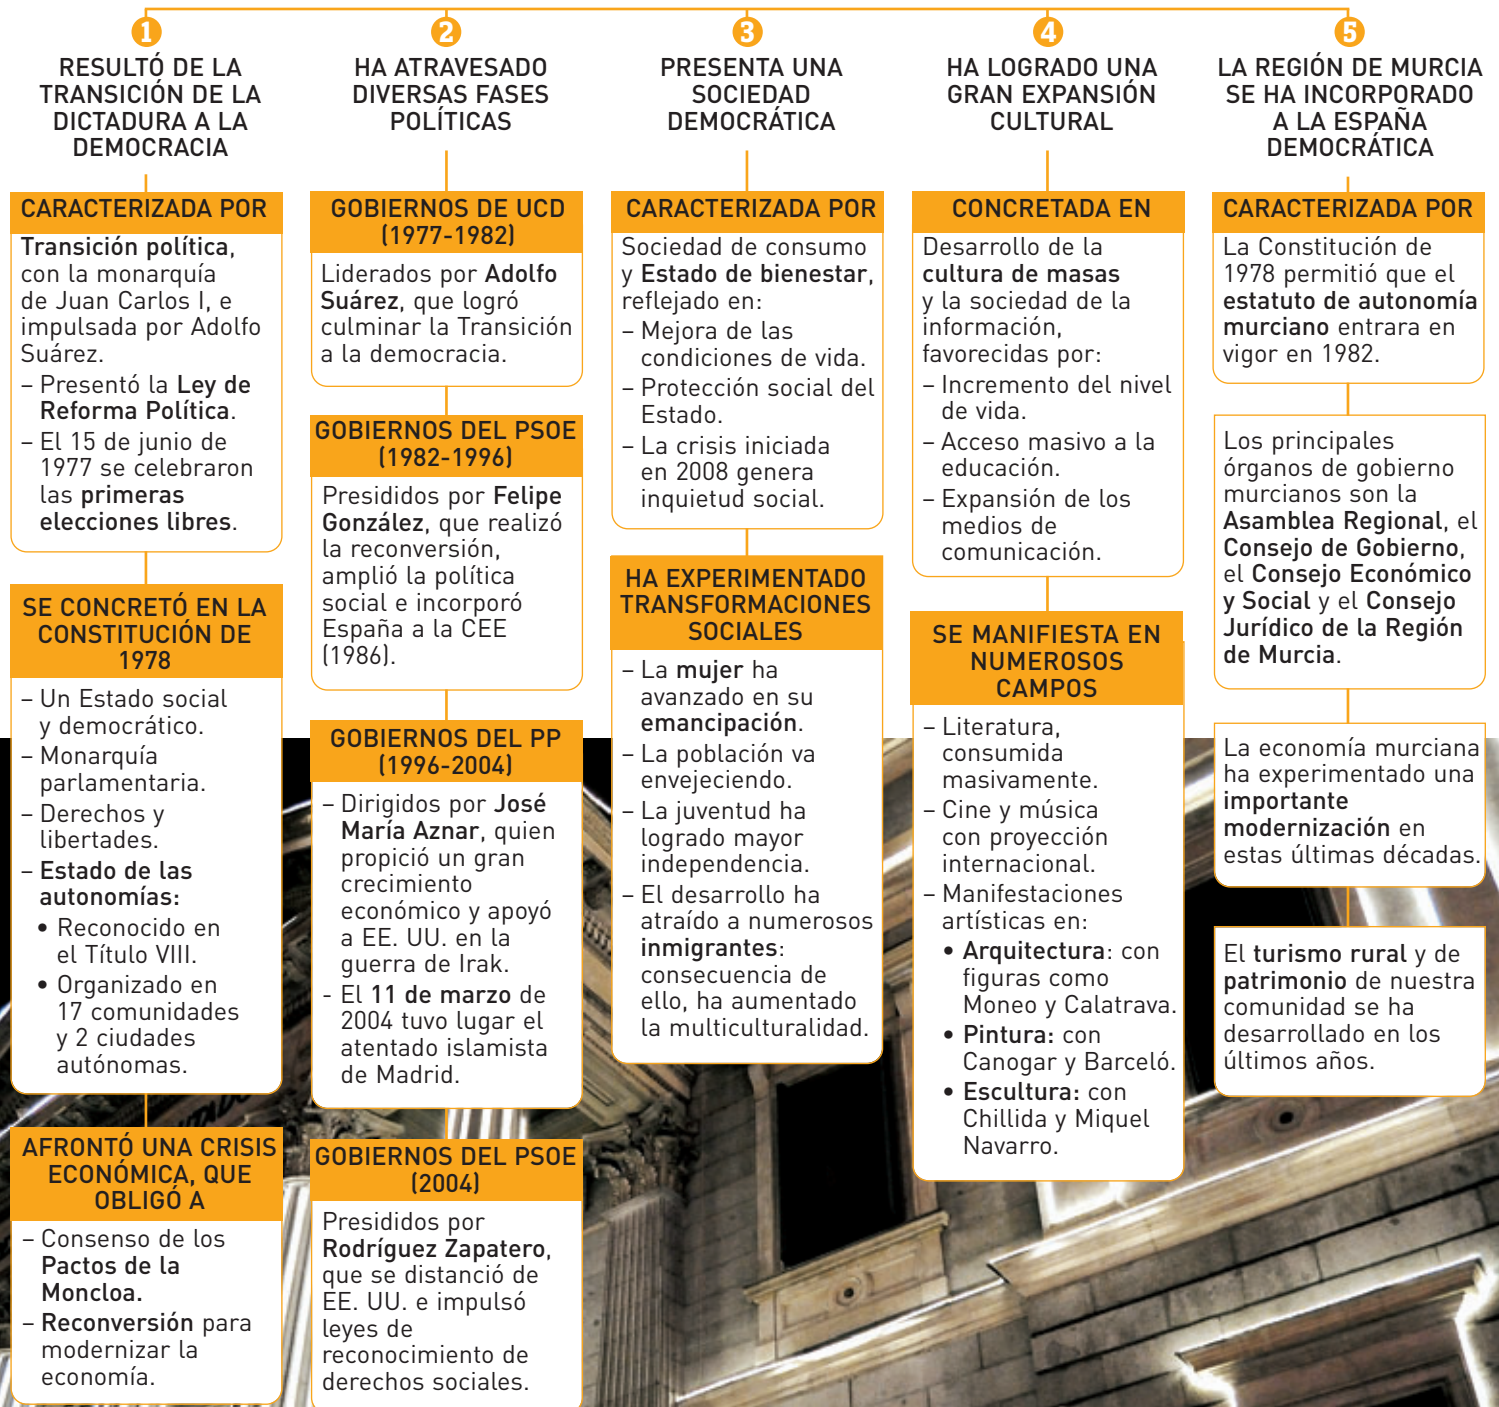 1
RESULTÓ DE LA
TRANSICIÓN DE LA
DICTADURA A LA
DEMOCRACIA
CARACTERIZADA POR
Transición política,
con la monarquía
de Juan Carlos I, e
impulsada por Adolfo
Suárez.
– Presentó la Ley de
Reforma Política.
– El 15 de junio de
1977 se celebraron
las primeras
elecciones libres.
SE CONCRETÓ EN LA
CONSTITUCIÓN DE
1978
– Un Estado social
y democrático.
– Monarquía
parlamentaria.
– Derechos y
libertades.
– Estado de las
autonomías:
• Reconocido en
el Título VIII.
• Organizado en
17 comunidades
y 2 ciudades
autónomas.
AFRONTÓ UNA CRISIS
ECONÓMICA, QUE
OBLIGÓ A
– Consenso de los
Pactos de la
Moncloa.
– Reconversión para
modernizar la
economía.
2
HA ATRAVESADO
DIVERSAS FASES
POLÍTICAS
GOBIERNOS DE UCD
(1977-1982)
Liderados por Adolfo
Suárez, que logró
culminar la Transición
a la democracia.
GOBIERNOS DEL PSOE
(1982-1996)
Presididos por Felipe
González, que realizó
la reconversión,
amplió la política
social e incorporó
España a la CEE
(1986).
GOBIERNOS DEL PP
(1996-2004)
– Dirigidos por José
María Aznar, quien
propició un gran
crecimiento
económico y apoyó
a EE. UU. en la
guerra de Irak.
- El 11 de marzo de
2004 tuvo lugar el
atentado islamista
de Madrid.
GOBIERNOS DEL PSOE
(2004)
Presididos por
Rodríguez Zapatero,
que se distanció de
EE. UU. e impulsó
leyes de
reconocimiento de
derechos sociales.
3
PRESENTA UNA
SOCIEDAD
DEMOCRÁTICA
CARACTERIZADA POR
Sociedad de consumo
y Estado de bienestar,
reflejado en:
– Mejora de las
condiciones de vida.
– Protección social del
Estado.
– La crisis iniciada
en 2008 genera
inquietud social.
HA EXPERIMENTADO
TRANSFORMACIONES
SOCIALES
– La mujer ha
avanzado en su
emancipación.
– La población va
envejeciendo.
– La juventud ha
logrado mayor
independencia.
– El desarrollo ha
atraído a numerosos
inmigrantes:
consecuencia de
ello, ha aumentado
la multiculturalidad.
4
HA LOGRADO UNA
GRAN EXPANSIÓN
CULTURAL
CONCRETADA EN
Desarrollo de la
cultura de masas
y la sociedad de la
información,
favorecidas por:
– Incremento del nivel
de vida.
– Acceso masivo a la
educación.
– Expansión de los
medios de
comunicación.
SE MANIFIESTA EN
NUMEROSOS
CAMPOS
– Literatura,
consumida
masivamente.
– Cine y música
con proyección
internacional.
– Manifestaciones
artísticas en:
• Arquitectura: con
figuras como
Moneo y Calatrava.
• Pintura: con
Canogar y Barceló.
• Escultura: con
Chillida y Miquel
Navarro.
5
LA REGIÓN DE MURCIA
SE HA INCORPORADO
A LA ESPAÑA
DEMOCRÁTICA
CARACTERIZADA POR
La Constitución de
1978 permitió que el
estatuto de autonomía
murciano entrara en
vigor en 1982.
Los principales
órganos de gobierno
murcianos son la
Asamblea Regional, el
Consejo de Gobierno,
el Consejo Económico
y Social y el Consejo
Jurídico de la Región
de Murcia.
La economía murciana
ha experimentado una
importante
modernización en
estas últimas décadas.
El turismo rural y de
patrimonio de nuestra
comunidad se ha
desarrollado en los
últimos años.